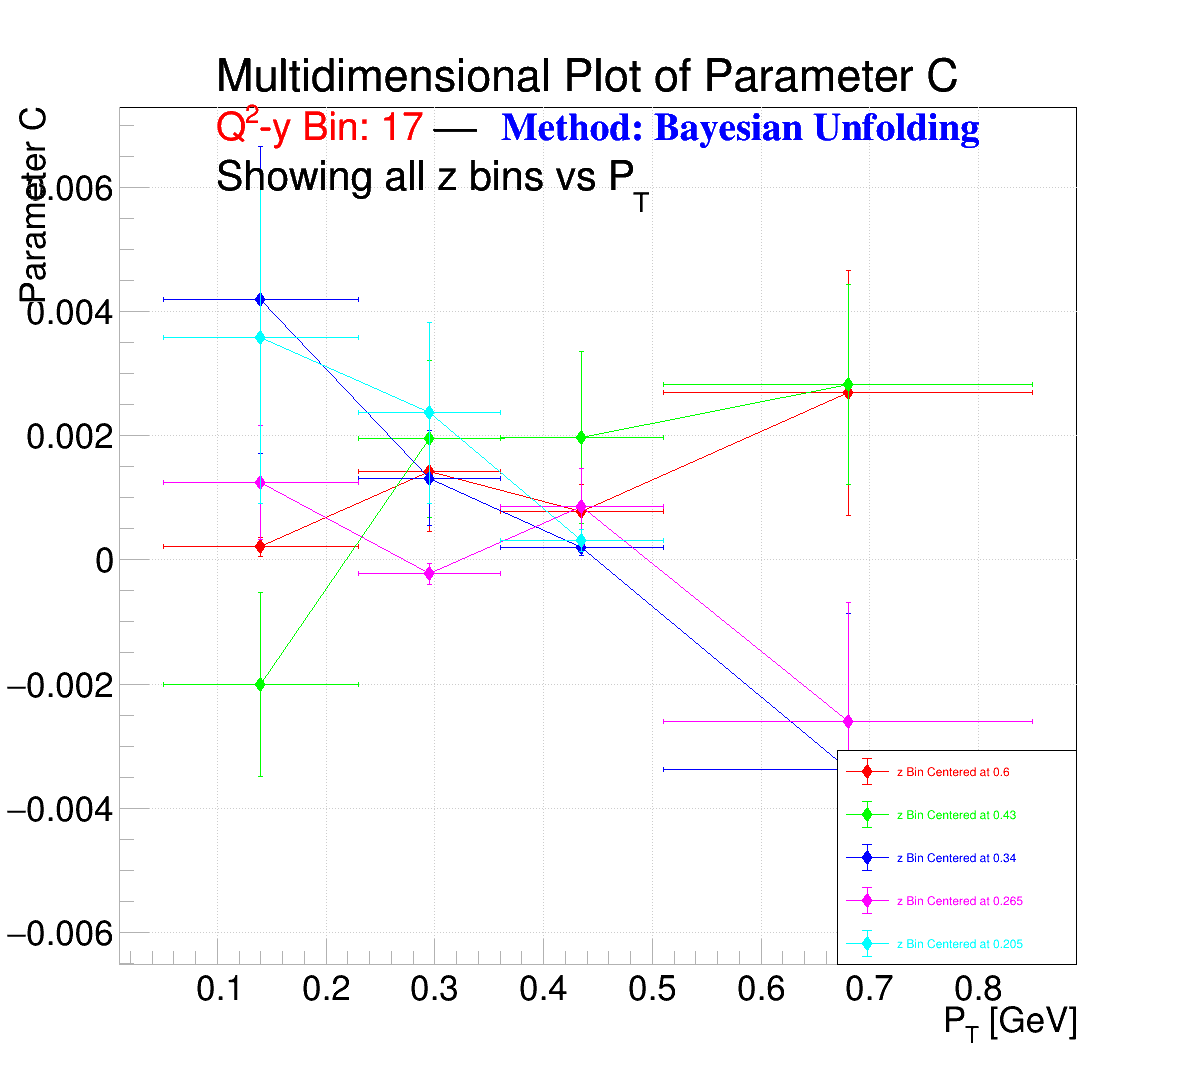 Multidimensional Plot of Parameter C
Q²-y Bin: 17 — Method: Bayesian Unfolding
Showing all z bins vs P_T
Parameter C
0.006
0.004
0.002
0
−0.002
−0.004
−0.006
z Bin Centered at 0.6
z Bin Centered at 0.43
z Bin Centered at 0.34
z Bin Centered at 0.265
z Bin Centered at 0.205
0.1 0.2 0.3 0.4 0.5 0.6 0.7 0.8
P_T [GeV]